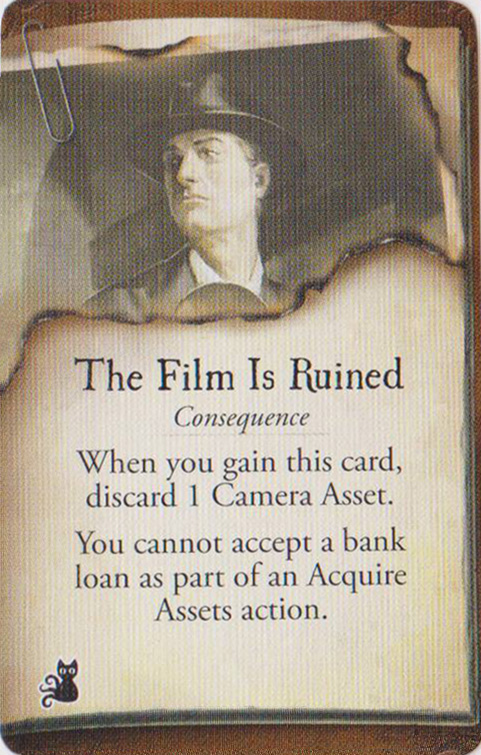 The Film Is Ruined
Consequence
When you gain this card,
discard 1 Camera Asset.
You cannot accept a bank
loan as part of an Acquire
Assets action.